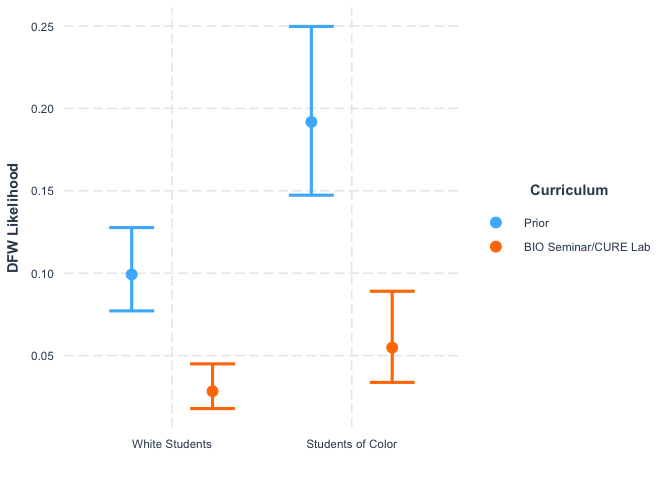 0.25
0.20
0.15
0.10
0.05
DFW Likelihood
White Students
Students of Color
Curriculum
Prior
BIO Seminar/CURE Lab